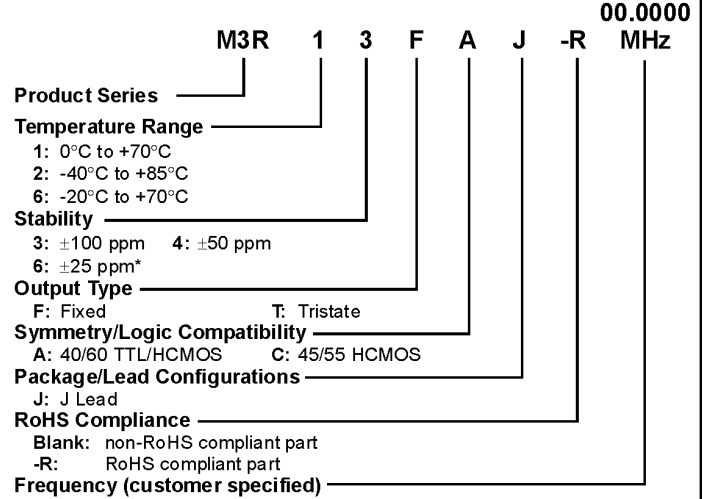 00.0000
M3R 1 3 F A J -R MHz
Product Series
Temperature Range
1: 0°C to +70°C
2: -40°C to +85°C
6: -20°C to +70°C
Stability
3: ±100 ppm 4: ±50 ppm
6: ±25 ppm*
Output Type
F: Fixed T: Tristate
Symmetry/Logic Compatibility
A: 40/60 TTL/HCMOS C: 45/55 HCMOS
Package/Lead Configurations
J: J Lead
RoHS Compliance
Blank: non-RoHS compliant part
-R: RoHS compliant part
Frequency (customer specified)